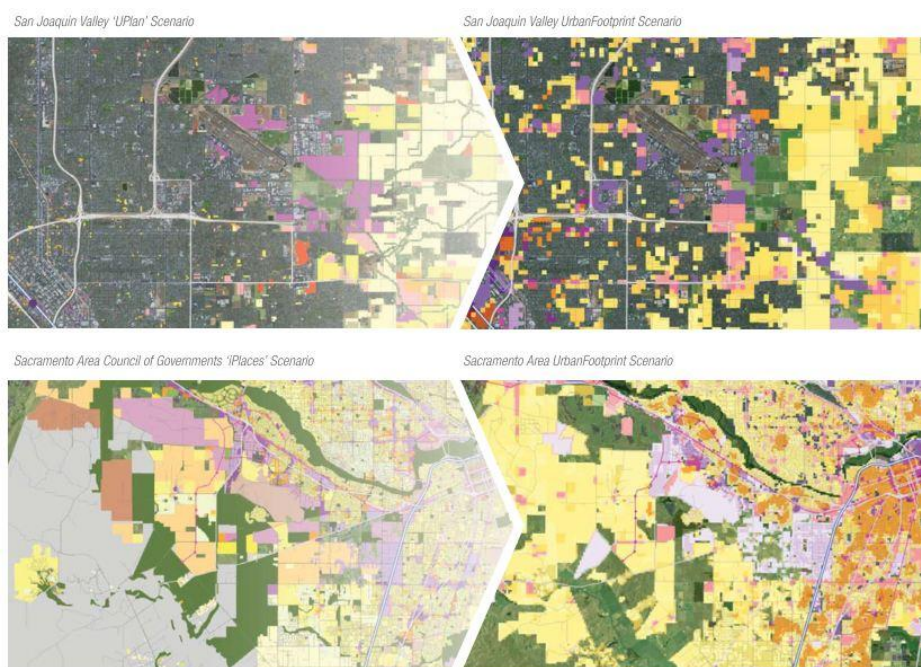 San Joaquin Valley 'UPlan' Scenario
San Joaquin Valley UrbanFootprint Scenario
Sacramento Area Council of Governments 'iPlaces' Scenario
Sacramento Area UrbanFootprint Scenario